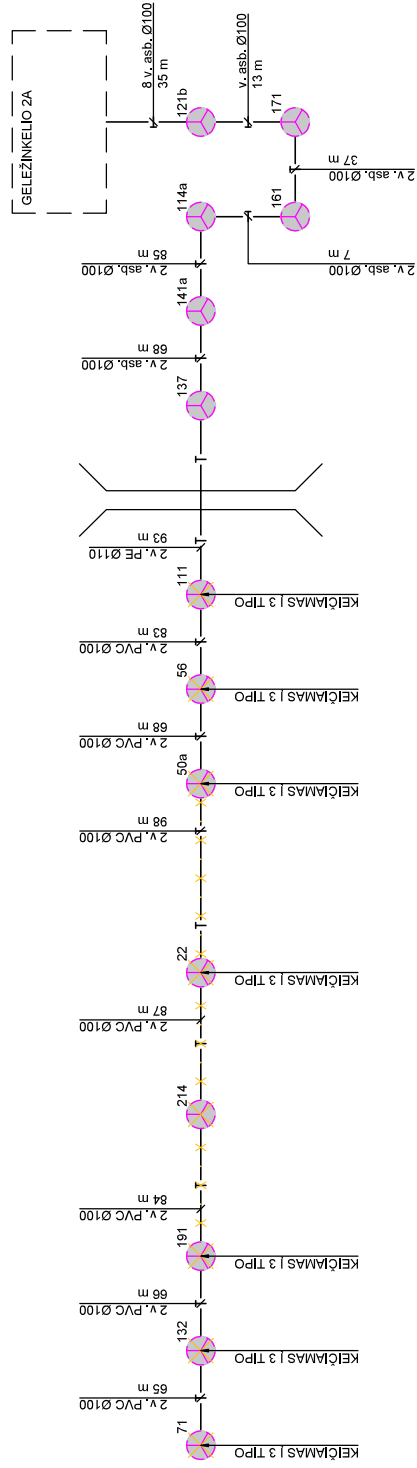 GELEŽINKELIO 2A
8 v. asb. Ø100
35 m
121b
v. asb. Ø100
13 m
171
2 v. asb. Ø100
37 m
161
2 v. asb. Ø100
7 m
114a
2 v. asb. Ø100
85 m
141a
2 v. asb. Ø100
68 m
137
2 v. PE Ø110
93 m
111
KEIČIAMAS Į 3 TIPO
2 v. PVC Ø100
83 m
56
KEIČIAMAS Į 3 TIPO
2 v. PVC Ø100
68 m
50a
KEIČIAMAS Į 3 TIPO
2 v. PVC Ø100
98 m
22
KEIČIAMAS Į 3 TIPO
2 v. PVC Ø100
87 m
214
2 v. PVC Ø100
84 m
191
KEIČIAMAS Į 3 TIPO
2 v. PVC Ø100
66 m
132
KEIČIAMAS Į 3 TIPO
2 v. PVC Ø100
65 m
71
KEIČIAMAS Į 3 TIPO